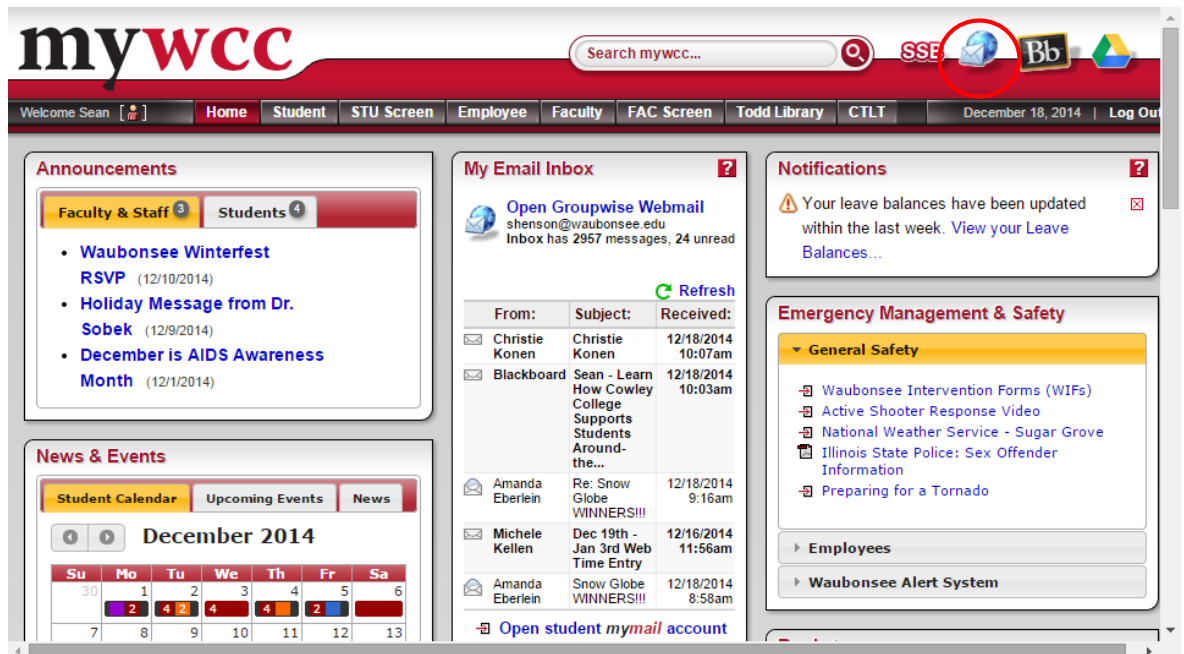 mywcc
Search mywcc...
SSB
Bb
Welcome Sean [ ]
Home
Student
STU Screen
Employee
Faculty
FAC Screen
Todd Library
CTLT
December 18, 2014 | Log Out
Announcements
Faculty & Staff 3
Students 4
• Waubonsee Winterfest
RSVP (12/10/2014)
• Holiday Message from Dr.
Sobek (12/9/2014)
• December is AIDS Awareness
Month (12/1/2014)
News & Events
Student Calendar
Upcoming Events
News
December 2014
Su Mo Tu We Th Fr Sa
30 1 2 3 4 5 6
2 4 2 4 4 2
7 8 9 10 11 12 13
My Email Inbox ?
Open Groupwise Webmail
shenson@waubonsee.edu
Inbox has 2957 messages, 24 unread
Refresh
From: Subject: Received:
Christie Christie 12/18/2014
Konen Konen 10:07am
Blackboard Sean - Learn 12/18/2014
How Cowley 10:03am
College
Supports
Students
Around-
the...
Amanda Re: Snow 12/18/2014
Eberlein Globe 9:16am
WINNERS!!!
Michele Dec 19th - 12/16/2014
Kellen Jan 3rd Web 11:56am
Time Entry
Amanda Snow Globe 12/18/2014
Eberlein WINNERS!!! 8:58am
Open student mymail account
Notifications ?
Your leave balances have been updated
within the last week. View your Leave
Balances...
Emergency Management & Safety
General Safety
Waubonsee Intervention Forms (WIFs)
Active Shooter Response Video
National Weather Service - Sugar Grove
Illinois State Police: Sex Offender
Information
Preparing for a Tornado
Employees
Waubonsee Alert System